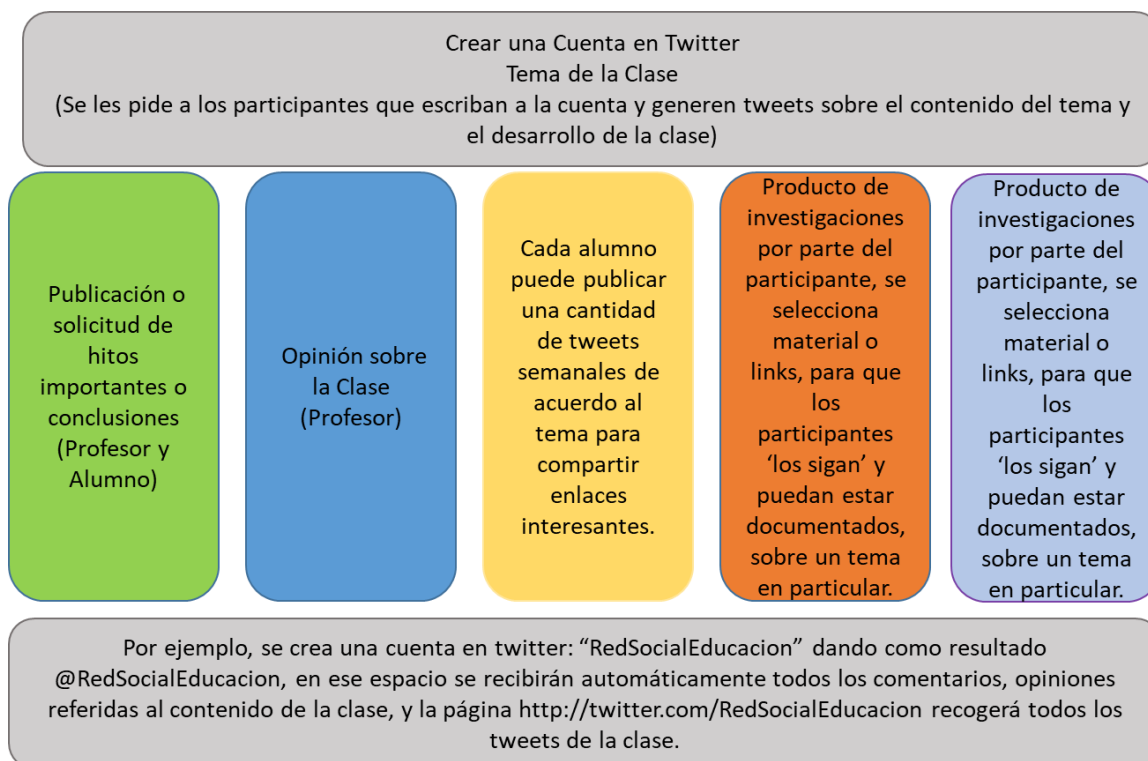 Crear una Cuenta en Twitter
Tema de la Clase
(Se les pide a los participantes que escriban a la cuenta y generen tweets sobre el contenido del tema y
el desarrollo de la clase)
Publicación o
solicitud de
hitos
importantes o
conclusiones
(Profesor y
Alumno)
Opinión sobre
la Clase
(Profesor)
Cada alumno
puede publicar
una cantidad
de tweets
semanales de
acuerdo al
tema para
compartir
enlaces
interesantes.
Producto de
investigaciones
por parte del
participante, se
selecciona
material o
links, para que
los
participantes
‘los sigan’ y
puedan estar
documentados,
sobre un tema
en particular.
Producto de
investigaciones
por parte del
participante, se
selecciona
material o
links, para que
los
participantes
‘los sigan’ y
puedan estar
documentados,
sobre un tema
en particular.
Por ejemplo, se crea una cuenta en twitter: “RedSocialEducacion” dando como resultado
@RedSocialEducacion, en ese espacio se recibirán automáticamente todos los comentarios, opiniones
referidas al contenido de la clase, y la página http://twitter.com/RedSocialEducacion recogerá todos los
tweets de la clase.